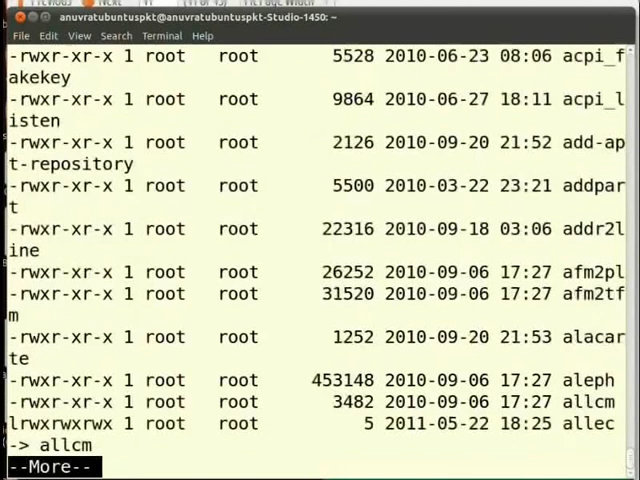 anuvratubuntuspkt@anuvratubuntuspkt-Studio-1450: ~
File Edit View Search Terminal Help
-rwxr-xr-x 1 root root 5528 2010-06-23 08:06 acpi_f
akekey
-rwxr-xr-x 1 root root 9864 2010-06-27 18:11 acpi_l
isten
-rwxr-xr-x 1 root root 2126 2010-09-20 21:52 add-ap
t-repository
-rwxr-xr-x 1 root root 5500 2010-03-22 23:21 addpar
t
-rwxr-xr-x 1 root root 22316 2010-09-18 03:06 addr2l
ine
-rwxr-xr-x 1 root root 26252 2010-09-06 17:27 afm2pl
-rwxr-xr-x 1 root root 31520 2010-09-06 17:27 afm2tf
m
-rwxr-xr-x 1 root root 1252 2010-09-20 21:53 alacar
te
-rwxr-xr-x 1 root root 453148 2010-09-06 17:27 aleph
-rwxr-xr-x 1 root root 3482 2010-09-06 17:27 allcm
lrwxrwxrwx 1 root root 5 2011-05-22 18:25 allec
-> allcm
--More--